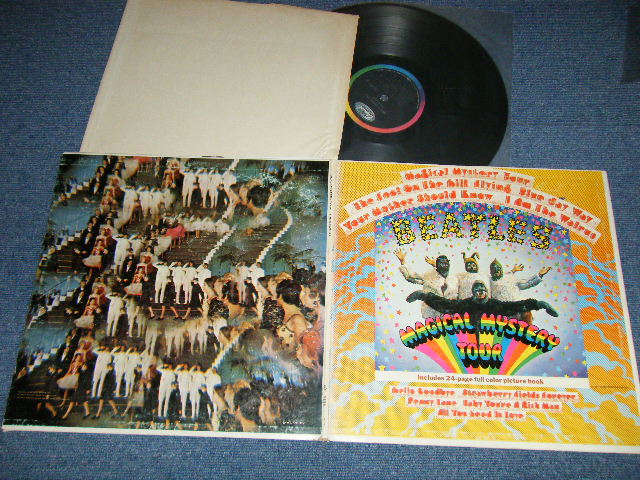 Magical Mystery Tour
The Fool On The Hill Flying Blue Jay Way
Your Mother Should Know I Am The Walrus
BEATLES
MAGICAL MYSTERY
TOUR
Includes 24-page full color picture book
Hello Goodbye Strawberry Fields Forever
Penny Lane Baby You're A Rich Man
All You Need Is Love